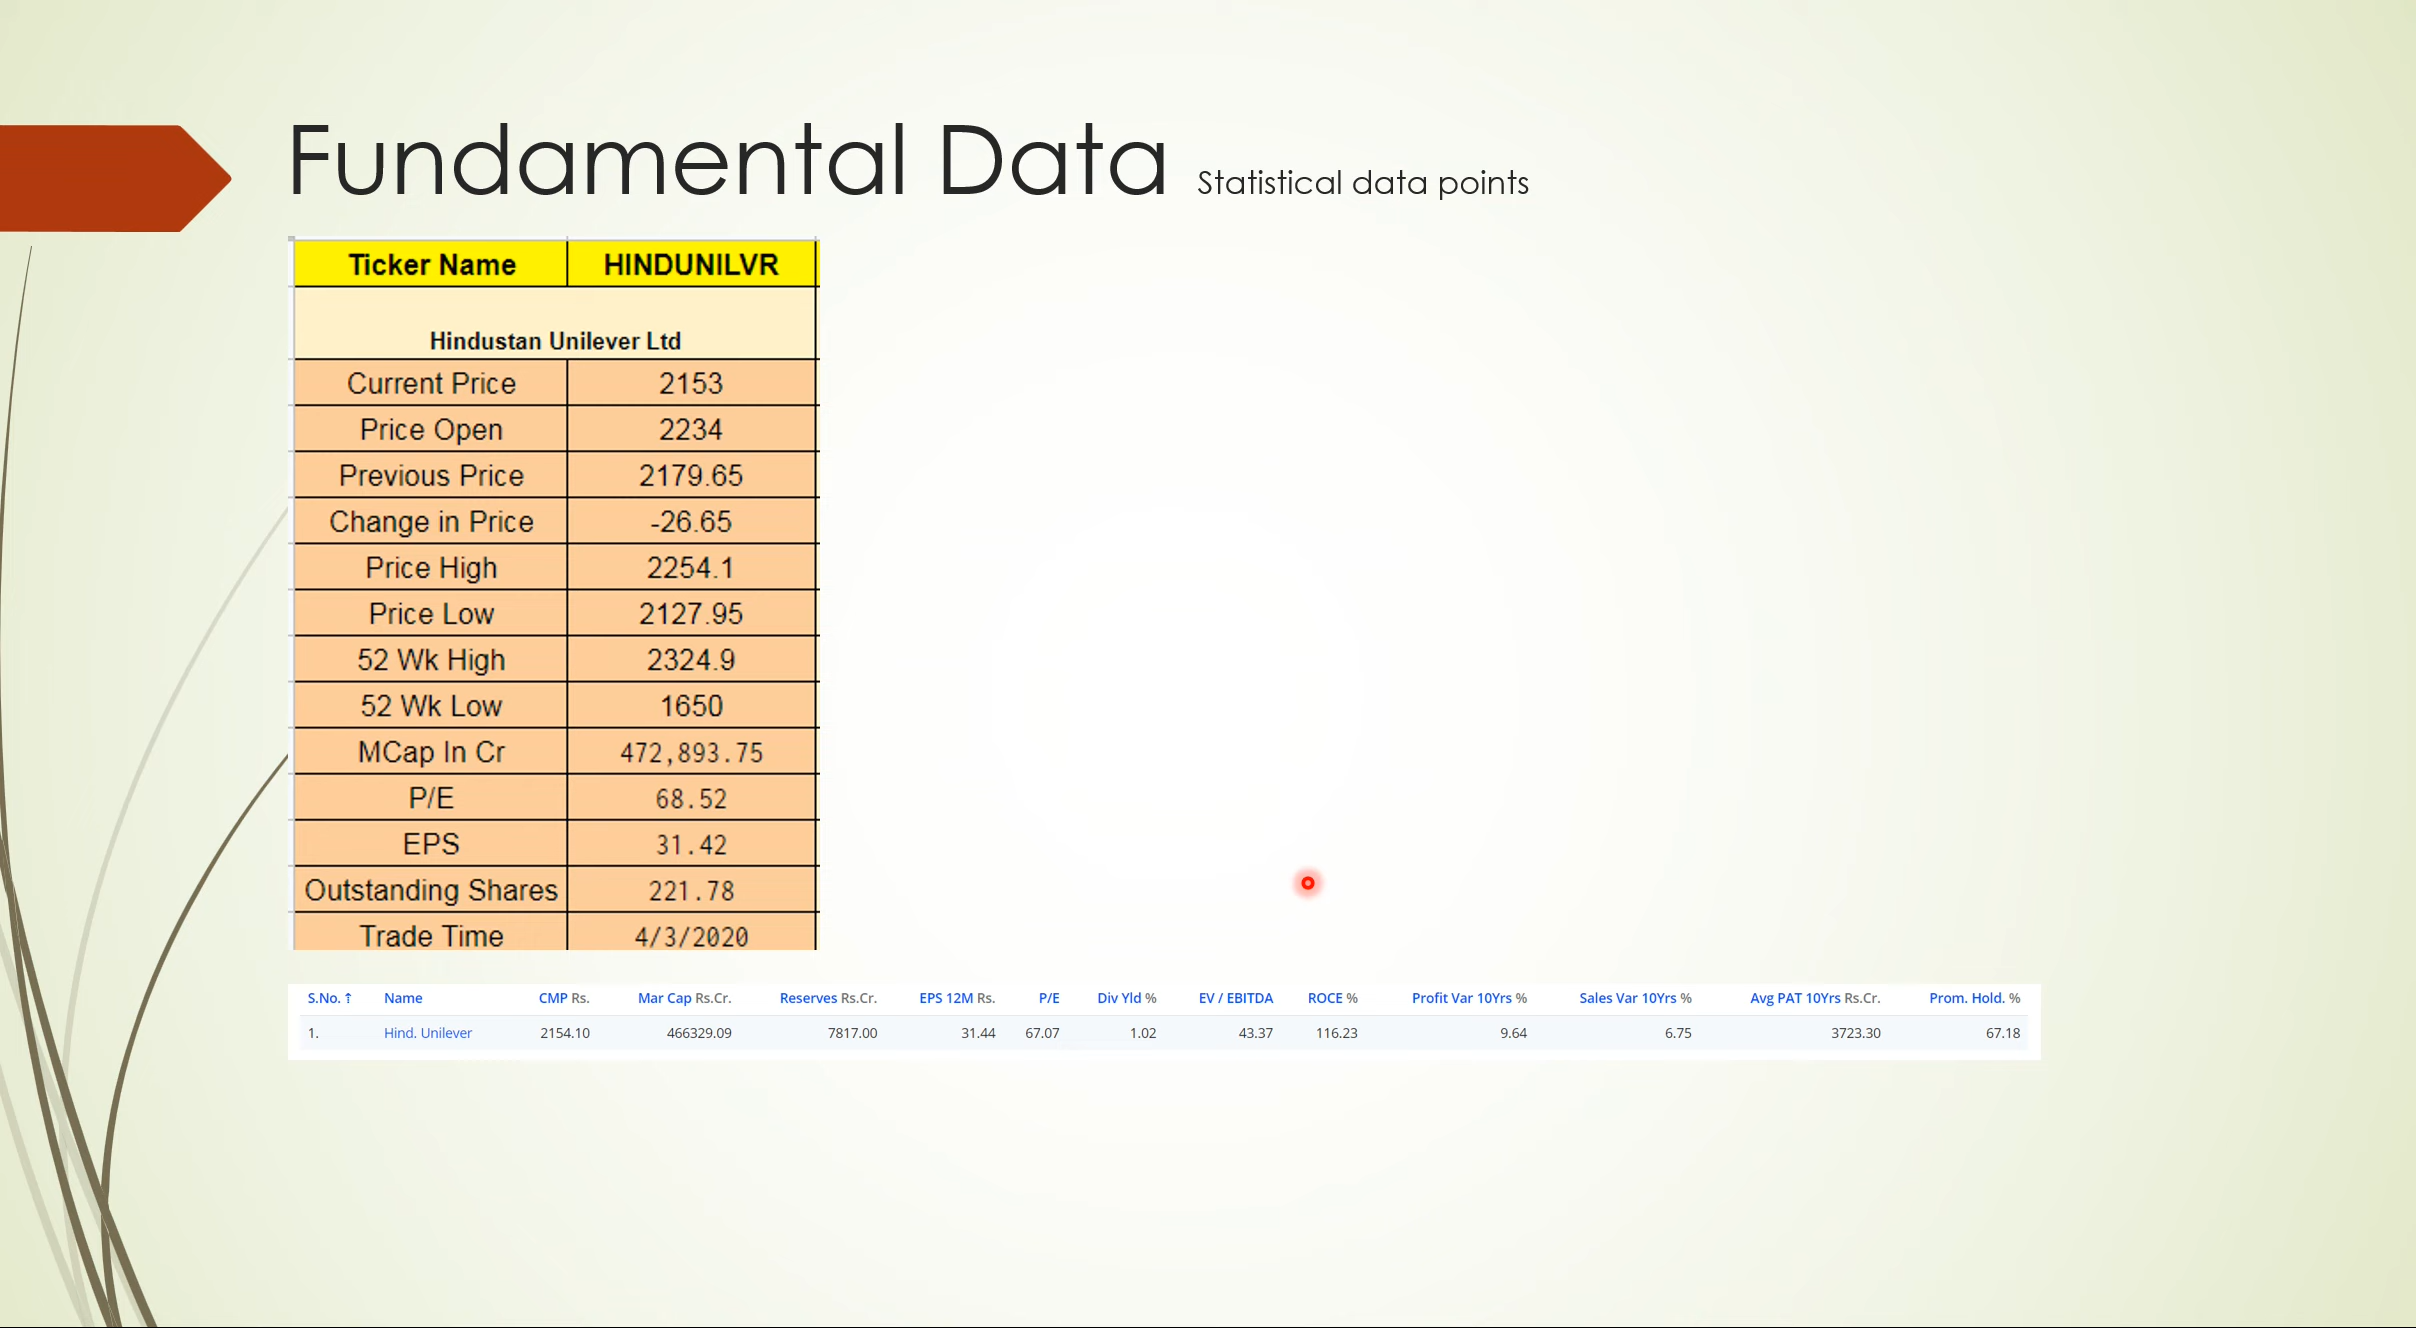 Fundamental Data Statistical data points
Ticker Name HINDUNILVR
Hindustan Unilever Ltd
Current Price 2153
Price Open 2234
Previous Price 2179.65
Change in Price -26.65
Price High 2254.1
Price Low 2127.95
52 Wk High 2324.9
52 Wk Low 1650
MCap In Cr 472,893.75
P/E 68.52
EPS 31.42
Outstanding Shares 221.78
Trade Time 4/3/2020
S.No. ↑ Name CMP Rs. Mar Cap Rs.Cr. Reserves Rs.Cr. EPS 12M Rs. P/E Div Yld % EV / EBITDA ROCE % Profit Var 10Yrs % Sales Var 10Yrs % Avg PAT 10Yrs Rs.Cr. Prom. Hold. %
1. Hind. Unilever 2154.10 466329.09 7817.00 31.44 67.07 1.02 43.37 116.23 9.64 6.75 3723.30 67.18